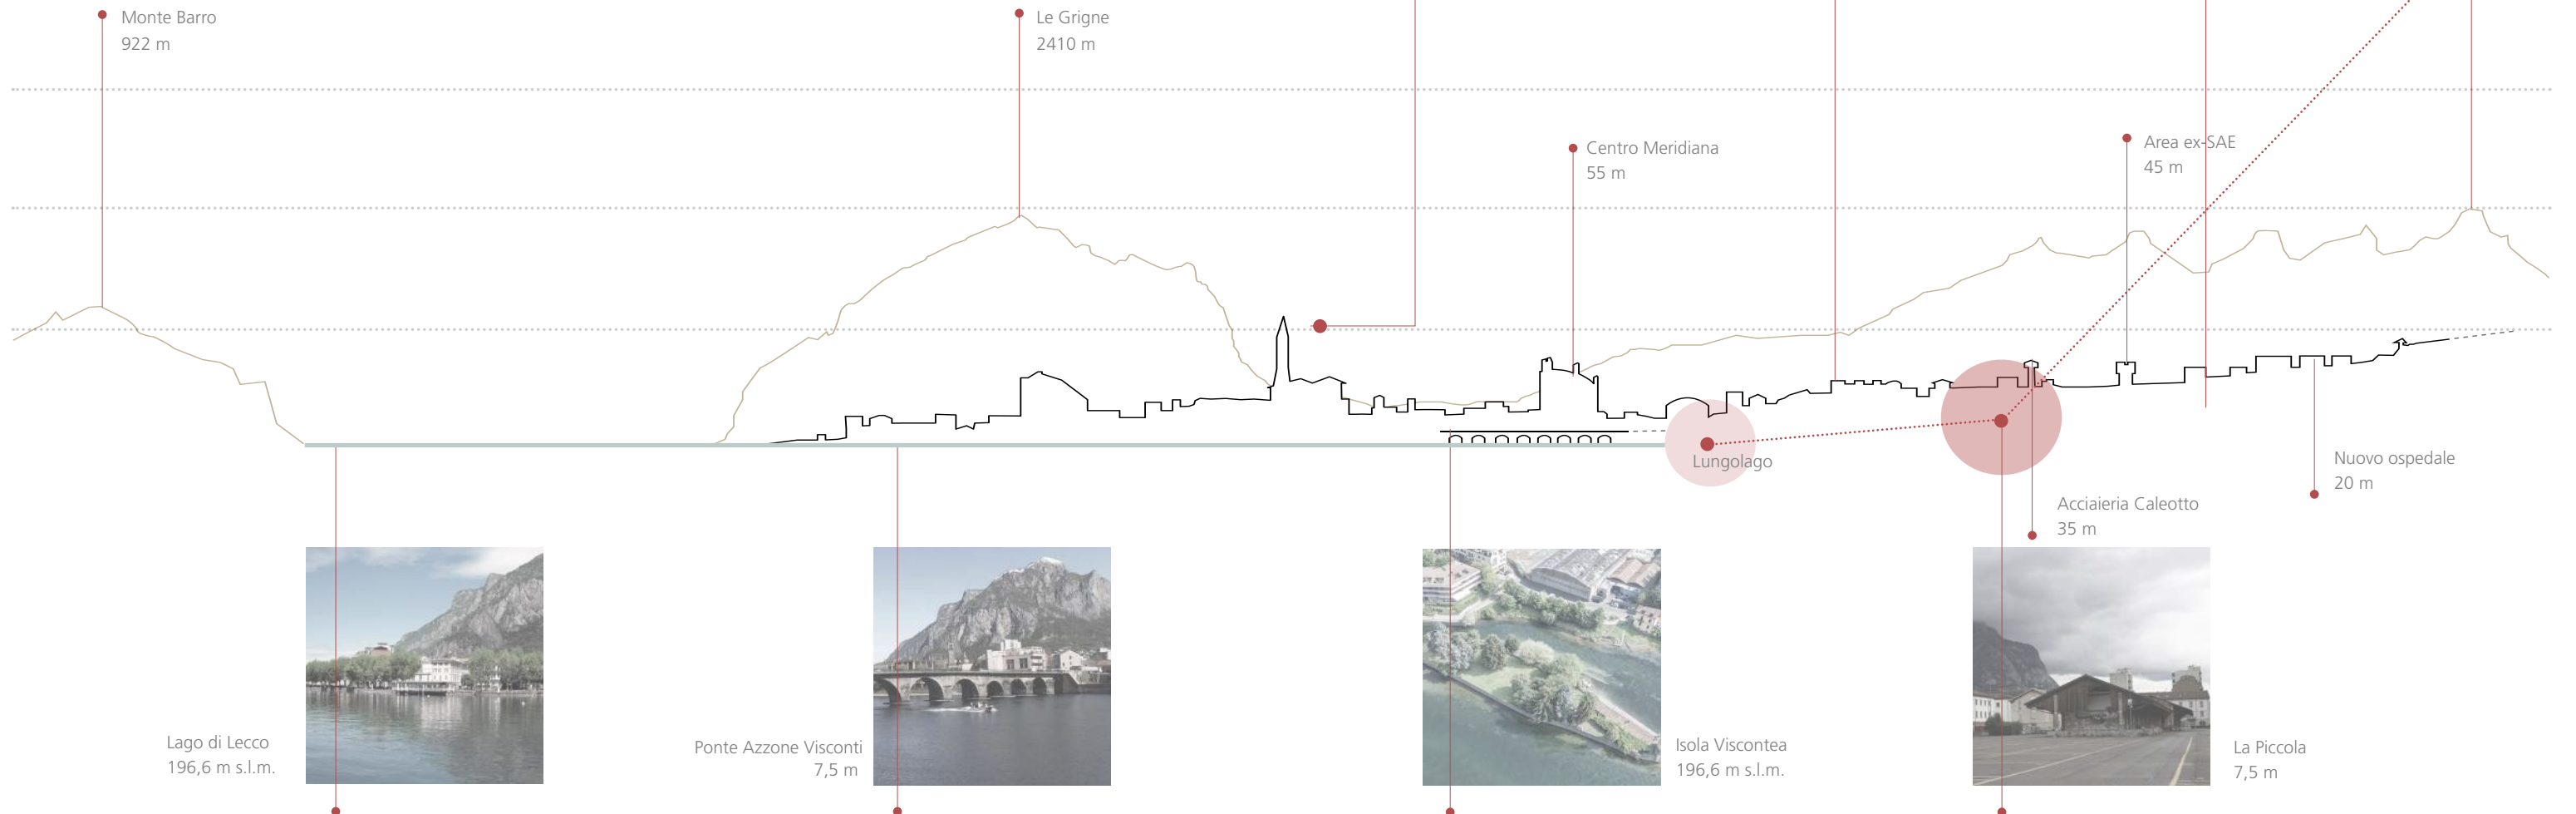 Monte Barro
922 m
Le Grigne
2410 m
Centro Meridiana
55 m
Area ex-SAE
45 m
Lungolago
Nuovo ospedale
20 m
Acciaieria Caleotto
35 m
Lago di Lecco
196,6 m s.l.m.
Ponte Azzone Visconti
7,5 m
Isola Viscontea
196,6 m s.l.m.
La Piccola
7,5 m